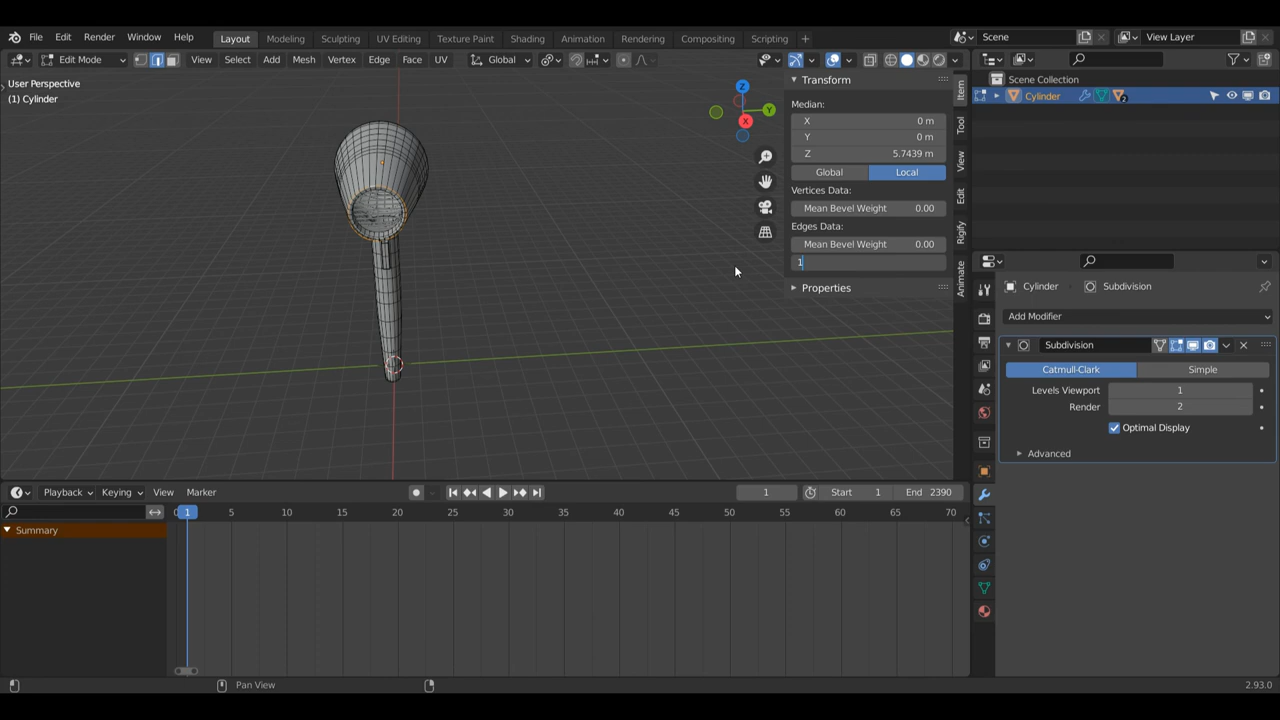 File Edit Render Window Help Layout Modeling Sculpting UV Editing Texture Paint Shading Animation Rendering Compositing Scripting + Scene View Layer
Edit Mode View Select Add Mesh Vertex Edge Face UV Global
User Perspective
(1) Cylinder
Z
Y
X
Transform
Median:
X 0 m
Y 0 m
Z 5.7439 m
Global Local
Vertices Data:
Mean Bevel Weight 0.00
Edges Data:
Mean Bevel Weight 0.00
1
Properties
Item
Tool
View
Edit
Rigify
Animate
Scene Collection
Cylinder 2
Cylinder Subdivision
Add Modifier
Subdivision
Catmull-Clark Simple
Levels Viewport 1
Render 2
Optimal Display
Advanced
Playback Keying View Marker 1 Start 1 End 2390
1 5 10 15 20 25 30 35 40 45 50 55 60 65 70
Summary
Pan View 2.93.0